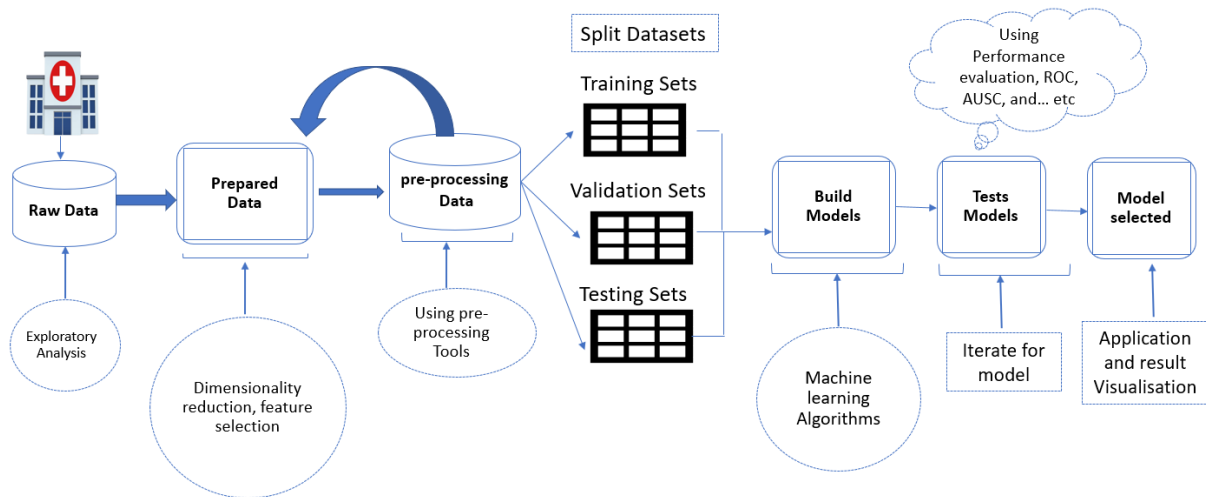 Split Datasets
Using
Performance
evaluation, ROC,
AUSC, and... etc
Training Sets
Validation Sets
Testing Sets
Raw Data
Prepared
Data
pre-processing
Data
Build
Models
Tests
Models
Model
selected
Exploratory
Analysis
Dimensionality
reduction, feature
selection
Using pre-
processing
Tools
Machine
learning
Algorithms
Iterate for
model
Application
and result
Visualisation